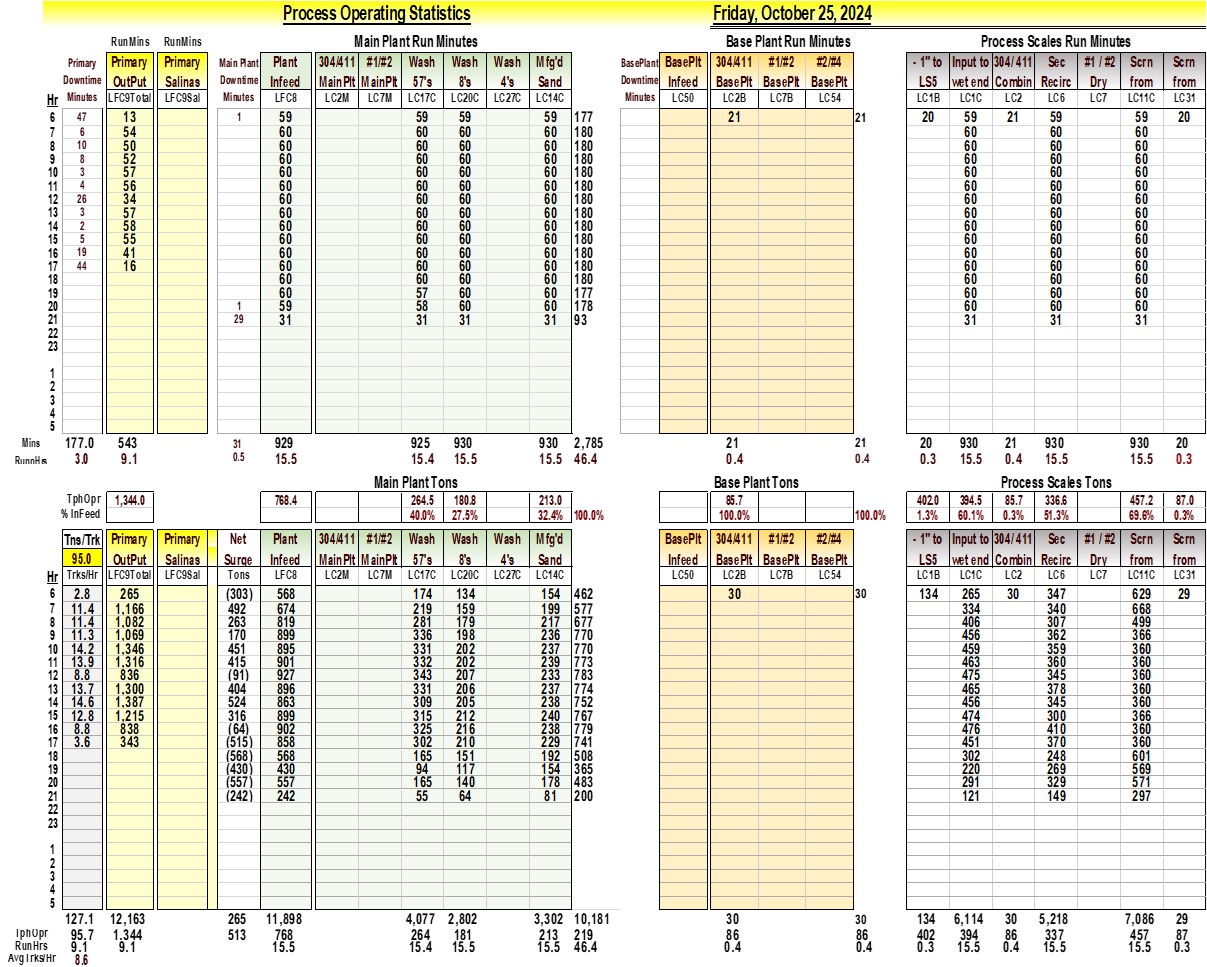 Process Operating Statistics Friday, October 25, 2024
RunMins RunMins Main Plant Run Minutes Base Plant Run Minutes Process Scales Run Minutes
Primary Primary Primary Main Plant Plant 304/411 #1/#2 Wash Wash Wash Mfg'd BasePlant BasePlt 304/411 #1/#2 #2/#4 - 1" to Input to 304/411 Sec #1 / #2 Scrn Scrn
Downtime OutPut Salinas Downtime Infeed MainPlt MainPlt 57's 8's 4's Sand Downtime Infeed BasePlt BasePlt BasePlt LS5 wet end Combin Recirc Dry from from
Hr Minutes LFC9Total LFC9Sal Minutes LFC8 LC2M LC7M LC17C LC20C LC27C LC14C Minutes LC50 LC2B LC7B LC54 LC1B LC1C LC2 LC6 LC7 LC11C LC31
6 47 13 1 59 59 59 59 177 21 21 20 59 21 59 59 20
7 6 54 60 60 60 60 180 60 60 60
8 10 50 60 60 60 60 180 60 60 60
9 8 52 60 60 60 60 180 60 60 60
10 3 57 60 60 60 60 180 60 60 60
11 4 56 60 60 60 60 180 60 60 60
12 26 34 60 60 60 60 180 60 60 60
13 3 57 60 60 60 60 180 60 60 60
14 2 58 60 60 60 60 180 60 60 60
15 5 55 60 60 60 60 180 60 60 60
16 19 41 60 60 60 60 180 60 60 60
17 44 16 60 60 60 60 180 60 60 60
18 60 60 60 60 180 60 60 60
19 60 57 60 60 177 60 60 60
20 1 59 58 60 60 178 60 60 60
21 29 31 31 31 31 93 31 31 31
22
23
1
2
3
4
5
Mins 177.0 543 31 929 925 930 930 2,785 21 21 20 930 21 930 930 20
RunnHrs 3.0 9.1 0.5 15.5 15.4 15.5 15.5 46.4 0.4 0.4 0.3 15.5 0.4 15.5 15.5 0.3
Main Plant Tons Base Plant Tons Process Scales Tons
TphOpr 1,344.0 768.4 264.5 180.8 213.0 85.7 402.0 394.5 85.7 336.6 457.2 87.0
% InFeed 40.0% 27.5% 32.4% 100.0% 100.0% 100.0% 1.3% 60.1% 0.3% 51.3% 69.6% 0.3%
Tns/Trk Primary Primary Net Plant 304/411 #1/#2 Wash Wash Wash Mfg'd BasePlt 304/411 #1/#2 #2/#4 - 1" to Input to 304/411 Sec #1 / #2 Scrn Scrn
95.0 OutPut Salinas Surge Infeed MainPlt MainPlt 57's 8's 4's Sand Infeed BasePlt BasePlt BasePlt LS5 wet end Combin Recirc Dry from from
Hr Trks/Hr LFC9Total LFC9Sal Tons LFC8 LC2M LC7M LC17C LC20C LC27C LC14C LC50 LC2B LC7B LC54 LC1B LC1C LC2 LC6 LC7 LC11C LC31
6 2.8 265 (303) 568 174 134 154 462 30 30 134 265 30 347 629 29
7 11.4 1,166 492 674 219 159 199 577 334 340 668
8 11.4 1,082 263 819 281 179 217 677 406 307 499
9 11.3 1,069 170 899 336 198 236 770 456 362 366
10 14.2 1,346 451 895 331 202 237 770 459 359 360
11 13.9 1,316 415 901 332 202 239 773 463 360 360
12 8.8 836 (91) 927 343 207 233 783 475 345 360
13 13.7 1,300 404 896 331 206 237 774 465 378 360
14 14.6 1,387 524 863 309 205 238 752 456 345 360
15 12.8 1,215 316 899 315 212 240 767 474 300 366
16 8.8 838 (64) 902 325 216 238 779 476 410 360
17 3.6 343 (515) 858 302 210 229 741 451 370 360
18 (568) 568 165 151 192 508 302 248 601
19 (430) 430 94 117 154 365 220 269 569
20 (557) 557 165 140 178 483 291 329 571
21 (242) 242 55 64 81 200 121 149 297
22
23
1
2
3
4
5
127.1 12,163 265 11,898 4,077 2,802 3,302 10,181 30 30 134 6,114 30 5,218 7,086 29
TphOpr 95.7 1,344 513 768 264 181 213 219 86 86 402 394 86 337 457 87
RunHrs 9.1 9.1 15.5 15.4 15.5 15.5 46.4 0.4 0.4 0.3 15.5 0.4 15.5 15.5 0.3
AvgTrks/Hr 8.6